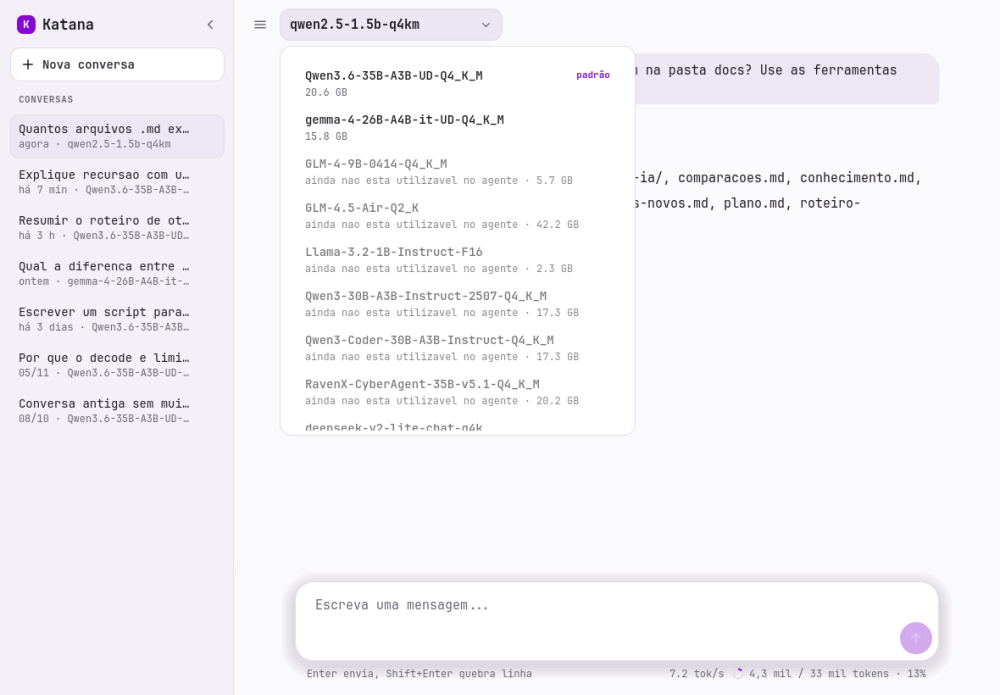 K Katana
Nova conversa
CONVERSAS
Quantos arquivos .md ex…
agora · qwen2.5-1.5b-q4km
Explique recursao com u…
há 7 min · Qwen3.6-35B-A3B-…
Resumir o roteiro de ot…
há 3 h · Qwen3.6-35B-A3B-UD…
Qual a diferenca entre …
ontem · gemma-4-26B-A4B-it-…
Escrever um script para…
há 3 dias · Qwen3.6-35B-A3B…
Por que o decode e limi…
05/11 · Qwen3.6-35B-A3B-UD-…
Conversa antiga sem mui…
08/10 · Qwen3.6-35B-A3B-UD-…
qwen2.5-1.5b-q4km
Qwen3.6-35B-A3B-UD-Q4_K_M padrão
20.6 GB
gemma-4-26B-A4B-it-UD-Q4_K_M
15.8 GB
GLM-4-9B-0414-Q4_K_M
ainda nao esta utilizavel no agente · 5.7 GB
GLM-4.5-Air-Q2_K
ainda nao esta utilizavel no agente · 42.2 GB
Llama-3.2-1B-Instruct-F16
ainda nao esta utilizavel no agente · 2.3 GB
Qwen3-30B-A3B-Instruct-2507-Q4_K_M
ainda nao esta utilizavel no agente · 17.3 GB
Qwen3-Coder-30B-A3B-Instruct-Q4_K_M
ainda nao esta utilizavel no agente · 17.3 GB
RavenX-CyberAgent-35B-v5.1-Q4_K_M
ainda nao esta utilizavel no agente · 20.2 GB
deepseek-v2-lite-chat-q4k
na pasta docs? Use as ferramentas
-ia/, comparacoes.md, conhecimento.md,
s-novos.md, plano.md, roteiro-
Escreva uma mensagem...
Enter envia, Shift+Enter quebra linha
7.2 tok/s 4,3 mil / 33 mil tokens · 13%